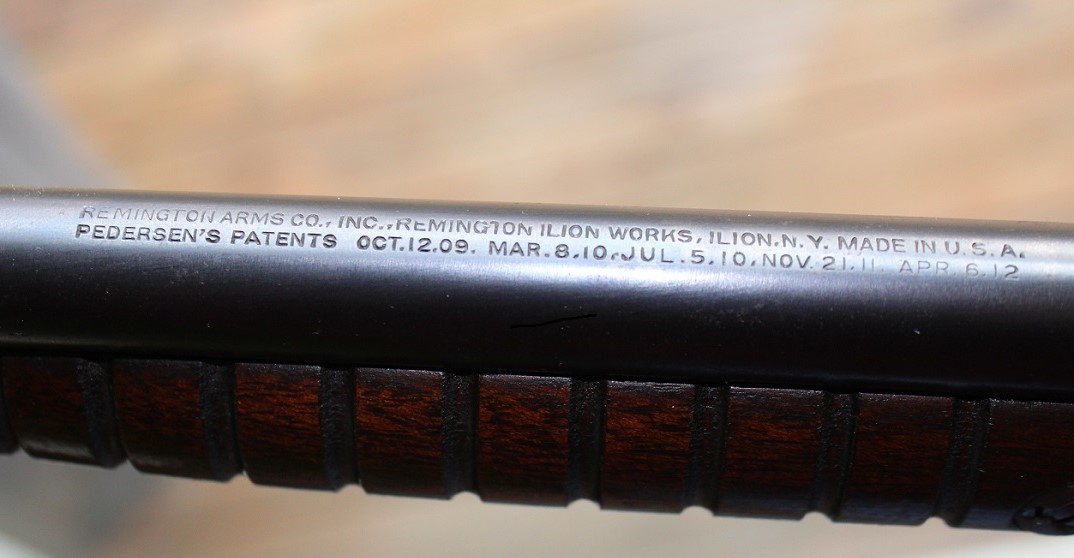 REMINGTON ARMS CO., INC., REMINGTON ILION WORKS, ILION.N.Y. MADE IN U.S.A.
PEDERSEN'S PATENTS OCT.12.09. MAR.8.10.JUL.5.10.NOV.21.11. APR.6.12